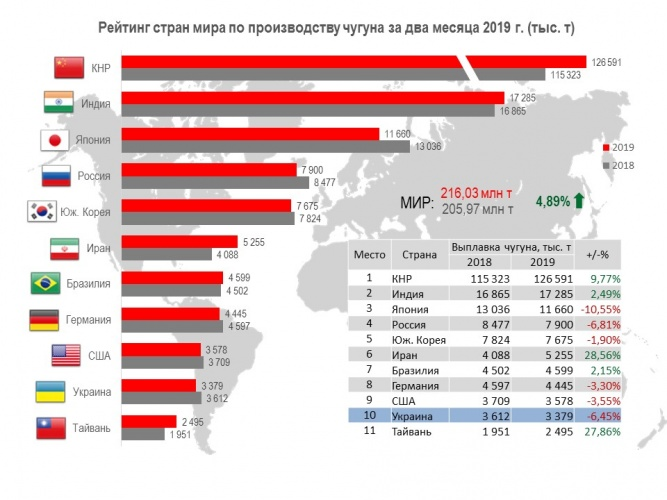 Рейтинг стран мира по производству чугуна за два месяца 2019 г. (тыс. т)
КНР
126 591
115 323
Индия
17 285
16 865
Япония
11 660
13 036
Россия
7 900
8 477
Юж. Корея
7 675
7 824
Иран
5 255
4 088
Бразилия
4 599
4 502
Германия
4 445
4 597
США
3 578
3 709
Украина
3 379
3 612
Тайвань
2 495
1 951
2019
2018
МИР: 216,03 млн т
205,97 млн т
4,89%
Место Страна Выплавка чугуна, тыс. т +/-%
2018 2019
1 КНР 115 323 126 591 9,77%
2 Индия 16 865 17 285 2,49%
3 Япония 13 036 11 660 -10,55%
4 Россия 8 477 7 900 -6,81%
5 Юж. Корея 7 824 7 675 -1,90%
6 Иран 4 088 5 255 28,56%
7 Бразилия 4 502 4 599 2,15%
8 Германия 4 597 4 445 -3,30%
9 США 3 709 3 578 -3,55%
10 Украина 3 612 3 379 -6,45%
11 Тайвань 1 951 2 495 27,86%